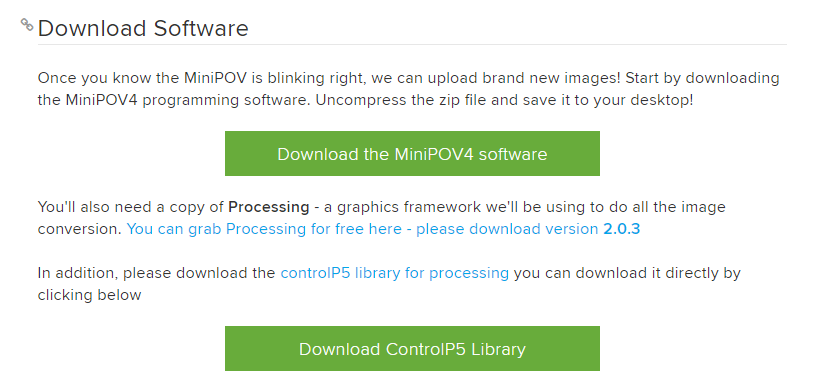 Download Software
Once you know the MiniPOV is blinking right, we can upload brand new images! Start by downloading
the MiniPOV4 programming software. Uncompress the zip file and save it to your desktop!
Download the MiniPOV4 software
You'll also need a copy of Processing - a graphics framework we'll be using to do all the image
conversion. You can grab Processing for free here - please download version 2.0.3
In addition, please download the controlP5 library for processing you can download it directly by
clicking below
Download ControlP5 Library